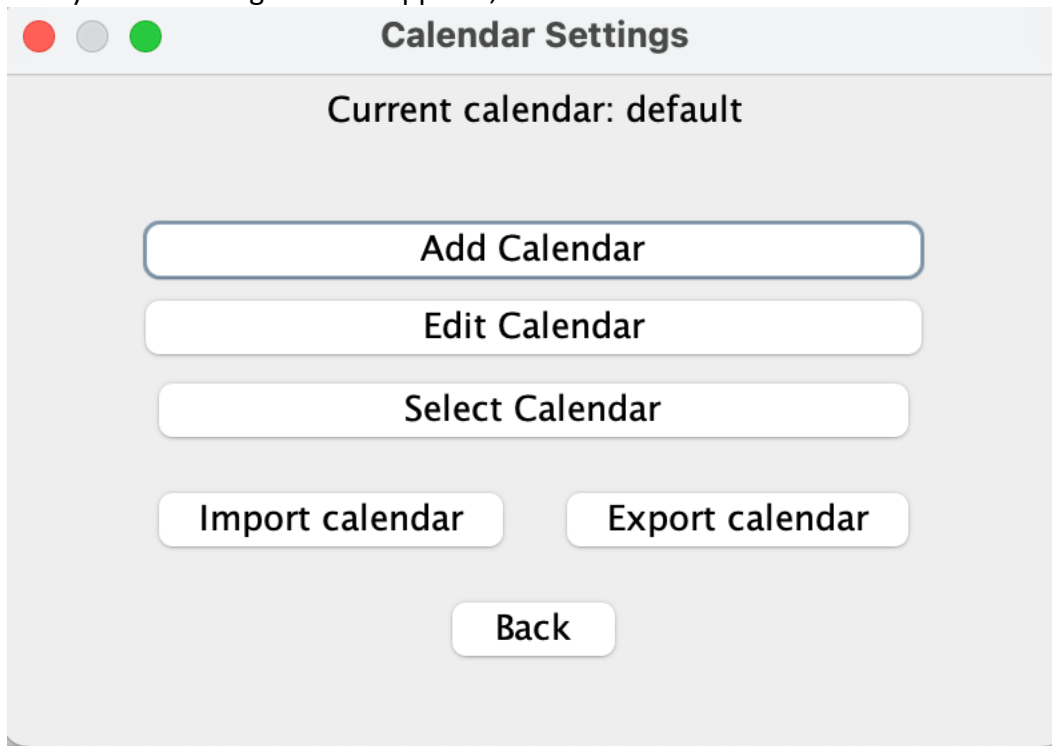 Calendar Settings
Current calendar: default
Add Calendar
Edit Calendar
Select Calendar
Import calendar Export calendar
Back